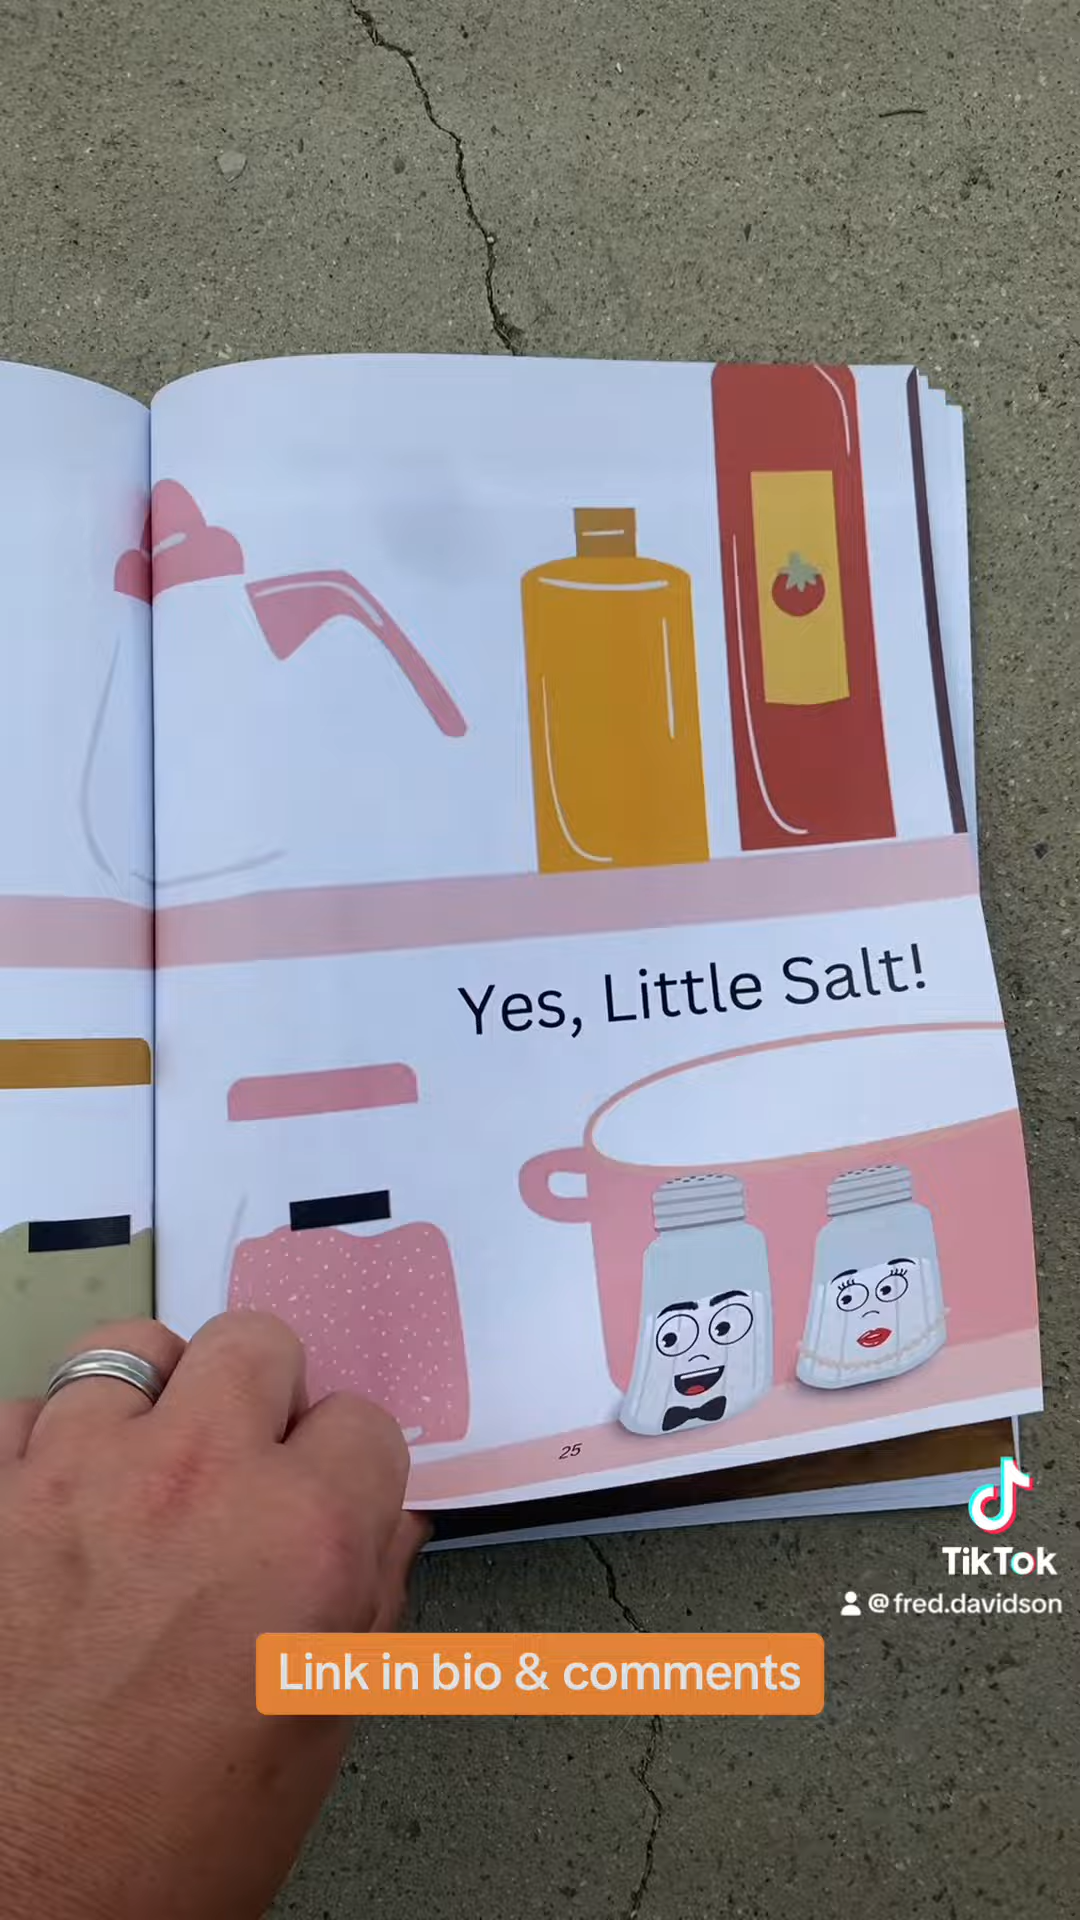 Yes, Little Salt!
25
TikTok
@fred.davidson
Link in bio & comments